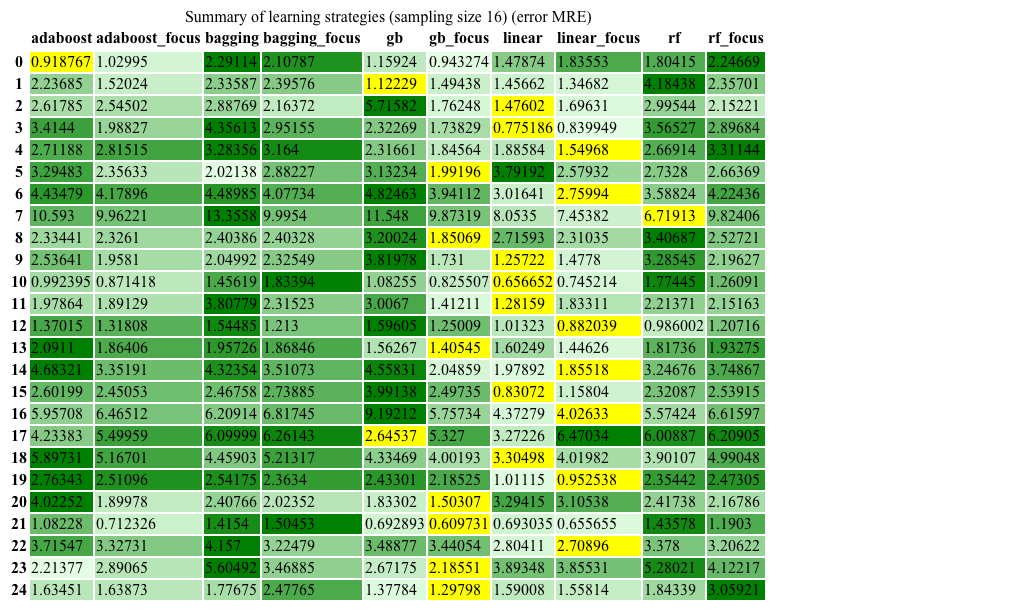 Summary of learning strategies (sampling size 16) (error MRE)
adaboost adaboost_focus bagging bagging_focus gb gb_focus linear linear_focus rf rf_focus
0 0.918767 1.02995 2.29114 2.10787 1.15924 0.943274 1.47874 1.83553 1.80415 2.24669
1 2.23685 1.52024 2.33587 2.39576 1.12229 1.49438 1.45662 1.34682 4.18438 2.35701
2 2.61785 2.54502 2.88769 2.16372 5.71582 1.76248 1.47602 1.69631 2.99544 2.15221
3 3.4144 1.98827 4.35613 2.95155 2.32269 1.73829 0.775186 0.839949 3.56527 2.89684
4 2.71188 2.81515 3.28356 3.164 2.31661 1.84564 1.88584 1.54968 2.66914 3.31144
5 3.29483 2.35633 2.02138 2.88227 3.13234 1.99196 3.79192 2.57932 2.7328 2.66369
6 4.43479 4.17896 4.48985 4.07734 4.82463 3.94112 3.01641 2.75994 3.58824 4.22436
7 10.593 9.96221 13.3558 9.9954 11.548 9.87319 8.0535 7.45382 6.71913 9.82406
8 2.33441 2.3261 2.40386 2.40328 3.20024 1.85069 2.71593 2.31035 3.40687 2.52721
9 2.53641 1.9581 2.04992 2.32549 3.81978 1.731 1.25722 1.4778 3.28545 2.19627
10 0.992395 0.871418 1.45619 1.83394 1.08255 0.825507 0.656652 0.745214 1.77445 1.26091
11 1.97864 1.89129 3.80779 2.31523 3.0067 1.41211 1.28159 1.83311 2.21371 2.15163
12 1.37015 1.31808 1.54485 1.213 1.59605 1.25009 1.01323 0.882039 0.986002 1.20716
13 2.0911 1.86406 1.95726 1.86846 1.56267 1.40545 1.60249 1.44626 1.81736 1.93275
14 4.68321 3.35191 4.32354 3.51073 4.55831 2.04859 1.97892 1.85518 3.24676 3.74867
15 2.60199 2.45053 2.46758 2.73885 3.99138 2.49735 0.83072 1.15804 2.32087 2.53915
16 5.95708 6.46512 6.20914 6.81745 9.19212 5.75734 4.37279 4.02633 5.57424 6.61597
17 4.23383 5.49959 6.09999 6.26143 2.64537 5.327 3.27226 6.47034 6.00887 6.20905
18 5.89731 5.16701 4.45903 5.21317 4.33469 4.00193 3.30498 4.01982 3.90107 4.99048
19 2.76343 2.51096 2.54175 2.3634 2.43301 2.18525 1.01115 0.952538 2.35442 2.47305
20 4.02252 1.89978 2.40766 2.02352 1.83302 1.50307 3.29415 3.10538 2.41738 2.16786
21 1.08228 0.712326 1.4154 1.50453 0.692893 0.609731 0.693035 0.655655 1.43578 1.1903
22 3.71547 3.32731 4.157 3.22479 3.48877 3.44054 2.80411 2.70896 3.378 3.20622
23 2.21377 2.89065 5.60492 3.46885 2.67175 2.18551 3.89348 3.85531 5.28021 4.12217
24 1.63451 1.63873 1.77675 2.47765 1.37784 1.29798 1.59008 1.55814 1.84339 3.05921